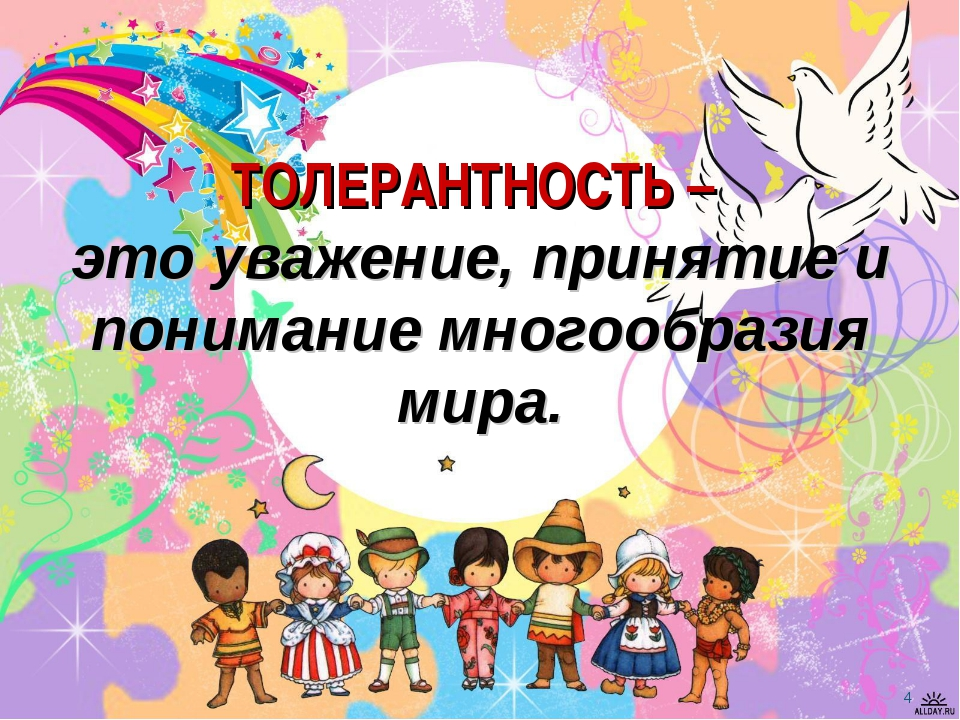 ТОЛЕРАНТНОСТЬ –
это уважение, принятие и
понимание многообразия
мира.
4
ALLDAY.RU